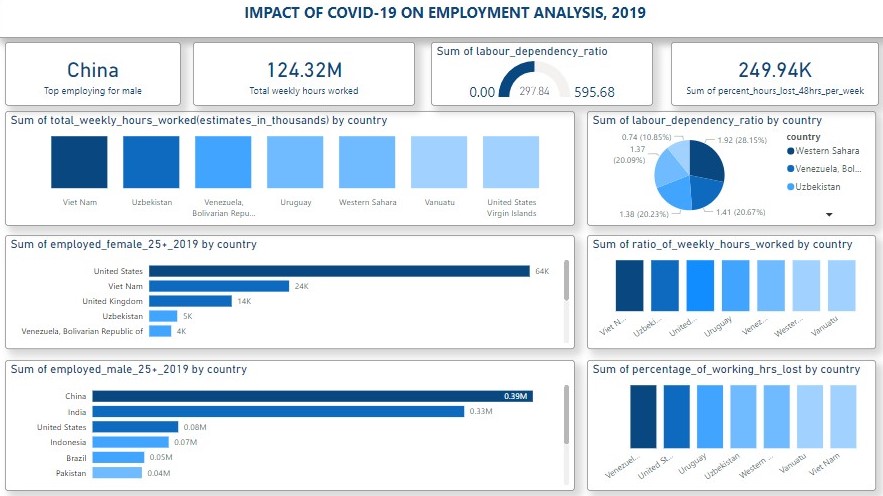 IMPACT OF COVID-19 ON EMPLOYMENT ANALYSIS, 2019
China
Top employing for male
124.32M
Total weekly hours worked
Sum of labour_dependency_ratio
0.00
297.84
595.68
249.94K
Sum of percent_hours_lost_48hrs_per_week
Sum of total_weekly_hours_worked(estimates_in_thousands) by country
Viet Nam
Uzbekistan
Venezuela,
Bolivarian Repu...
Uruguay
Western Sahara
Vanuatu
United States
Virgin Islands
Sum of labour_dependency_ratio by country
0.74 (10.85%)
1.92 (28.15%)
1.37
(20.09%)
1.38 (20.23%)
1.41 (20.67%)
country
Western Sahara
Venezuela, Bol...
Uzbekistan
Sum of employed_female_25+_2019 by country
United States 64K
Viet Nam 24K
United Kingdom 14K
Uzbekistan 5K
Venezuela, Bolivarian Republic of 4K
Sum of ratio_of_weekly_hours_worked by country
Viet N...
Uzbeki...
United...
Uruguay
Venez...
Wester...
Vanuatu
Sum of employed_male_25+_2019 by country
China 0.39M
India 0.33M
United States 0.08M
Indonesia 0.07M
Brazil 0.05M
Pakistan 0.04M
Sum of percentage_of_working_hrs_lost by country
Venezuel...
United St...
Uruguay
Uzbekistan
Western ...
Vanuatu
Viet Nam